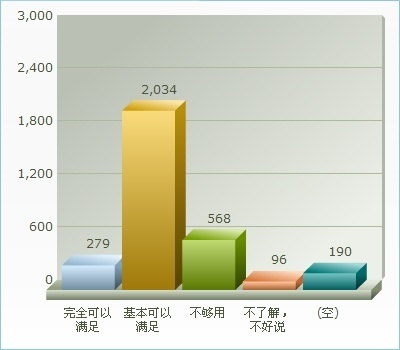 3,000
2,400
1,800
1,200
600
0
279
2,034
568
96
190
完全可以
满足
基本可以
满足
不够用
不了解，
不好说
(空)